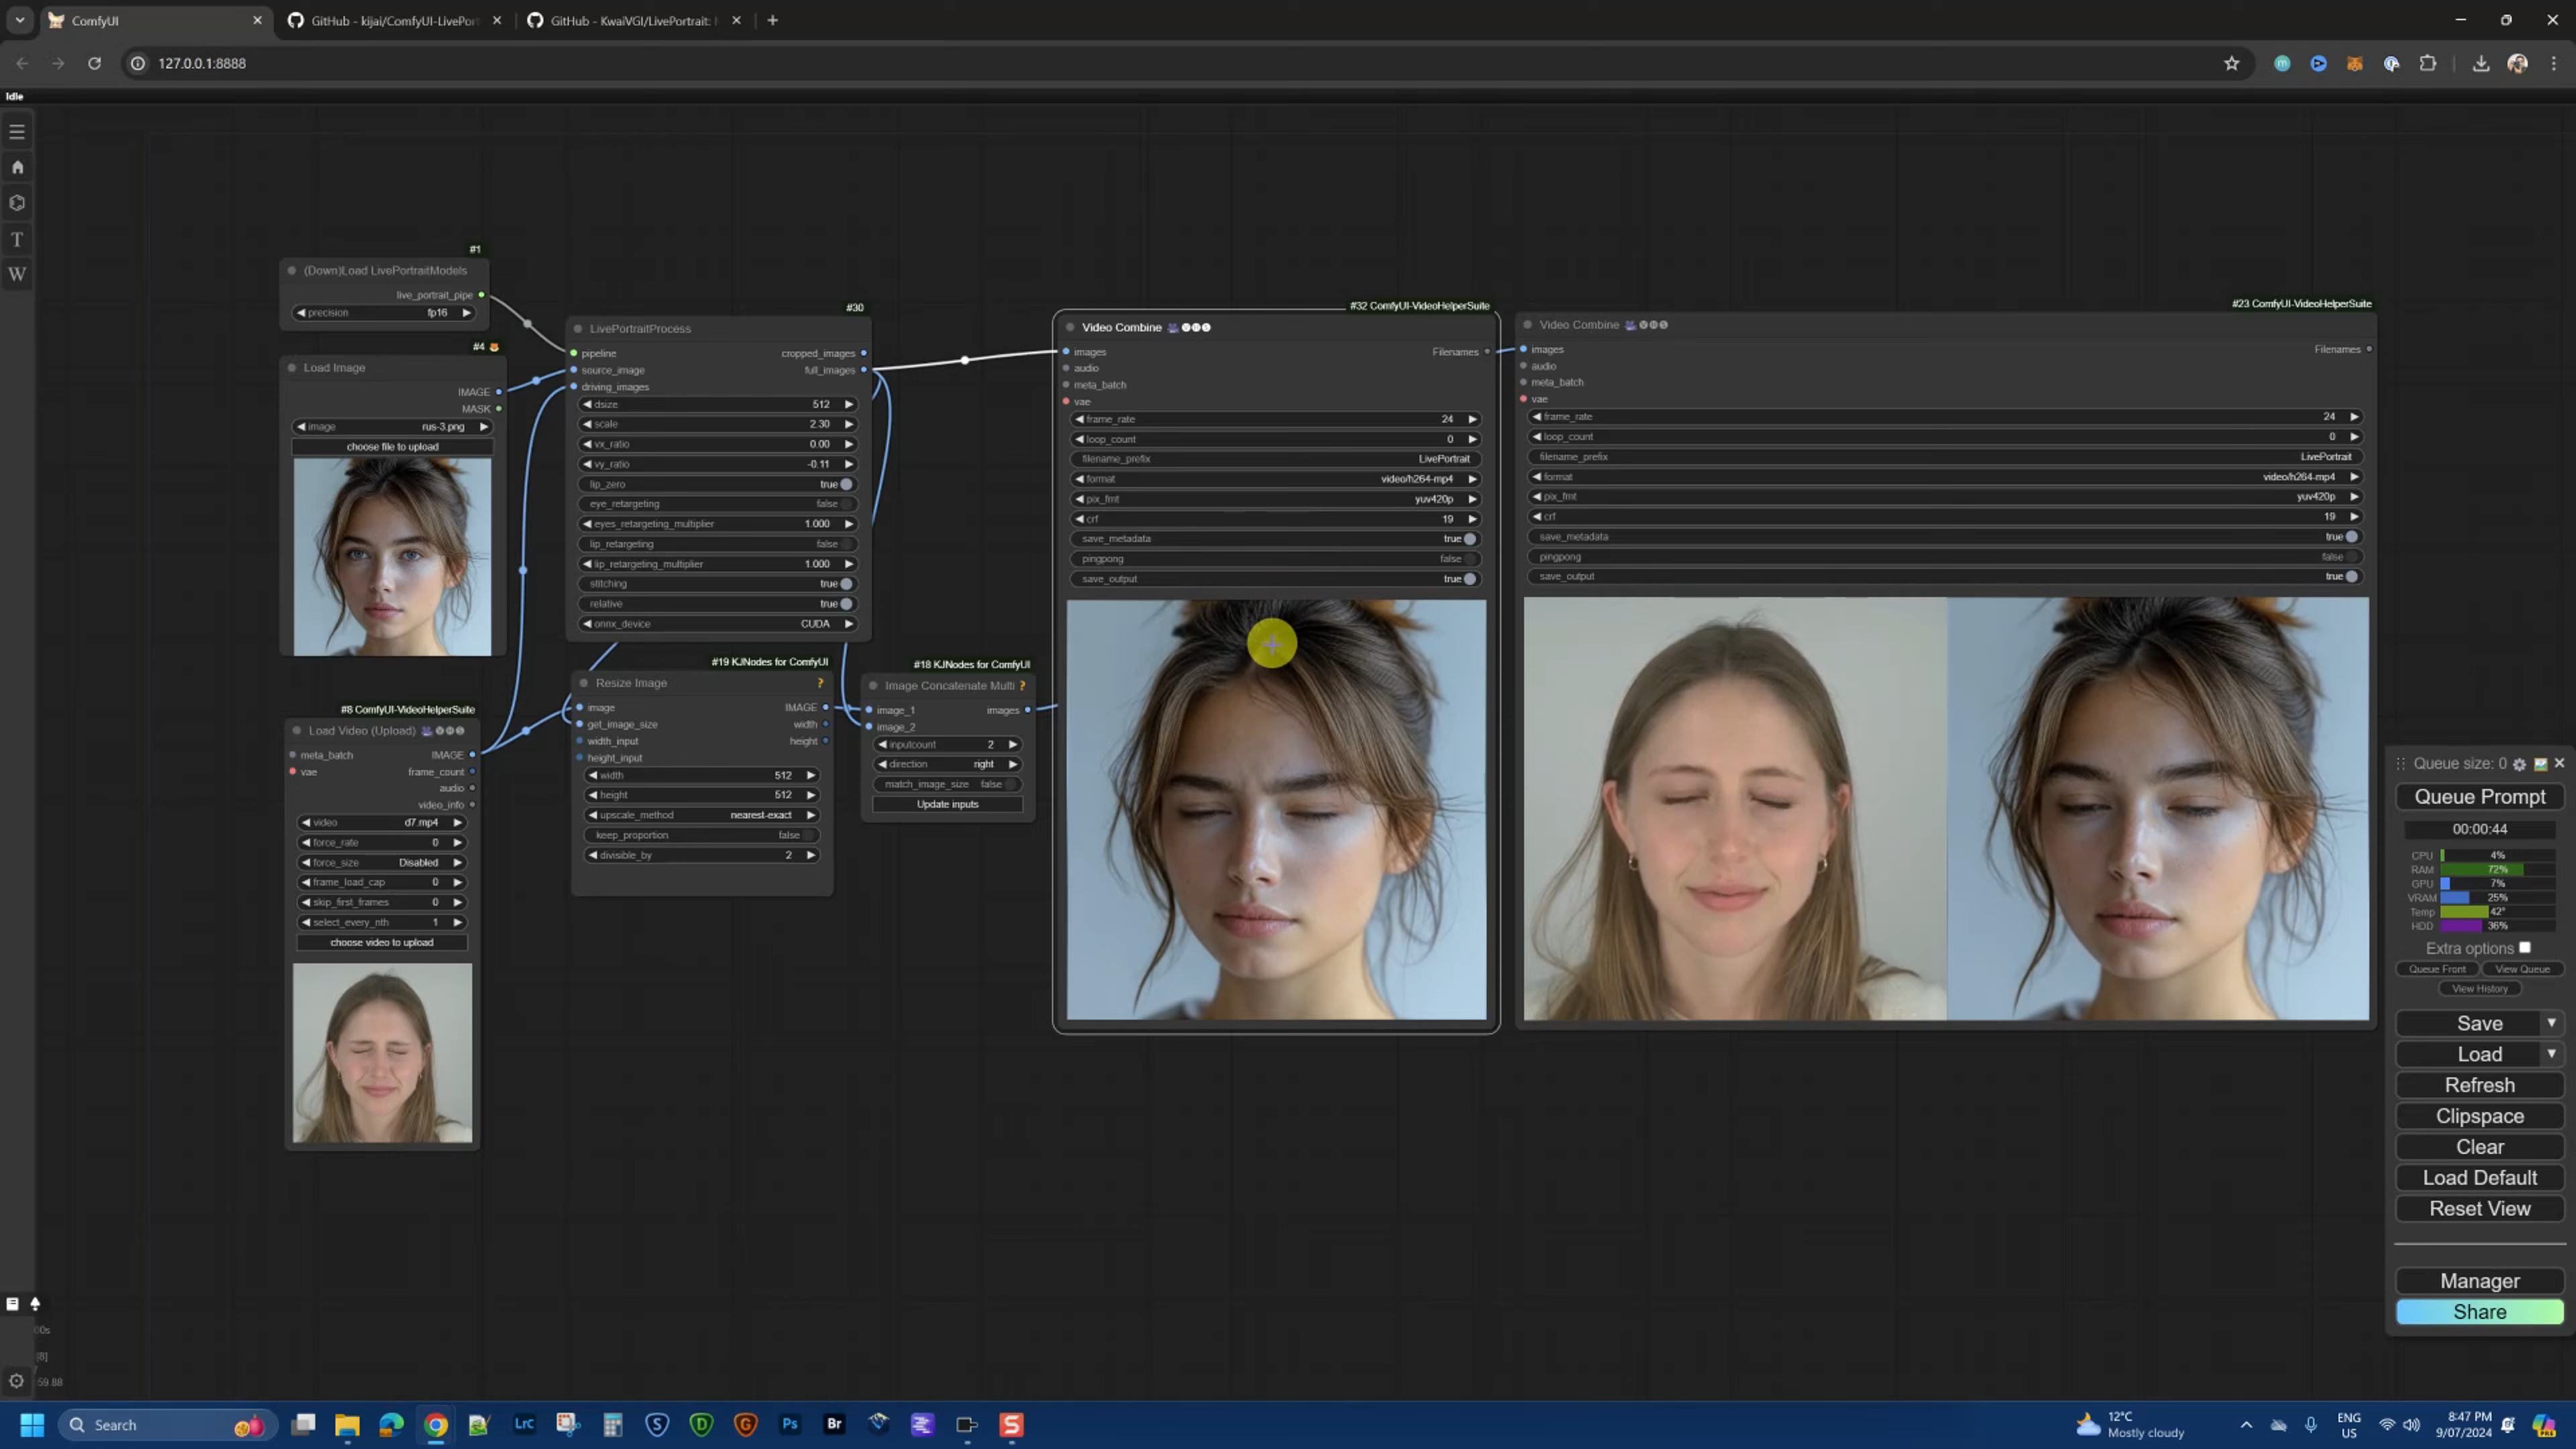 ComfyUI
GitHub - kijai/ComfyUI-LivePort
GitHub - KwaiVGI/LivePortrait:
127.0.0.1:8888
Idle
T
W
#1
(Down)Load LivePortraitModels
live_portrait_pipe
precision fp16
#4
Load Image
IMAGE
MASK
image rus-3.png
choose file to upload
#8 ComfyUI-VideoHelperSuite
Load Video (Upload)
meta_batch IMAGE
vae frame_count
audio
video_info
video d7.mp4
force_rate 0
force_size Disabled
frame_load_cap 0
skip_first_frames 0
select_every_nth 1
choose video to upload
#30
LivePortraitProcess
pipeline cropped_images
source_image full_images
driving_images
dsize 512
scale 2.30
vx_ratio 0.00
vy_ratio -0.11
lip_zero true
eye_retargeting false
eyes_retargeting_multiplier 1.000
lip_retargeting false
lip_retargeting_multiplier 1.000
stitching true
relative true
onnx_device CUDA
#19 KJNodes for ComfyUI
Resize Image ?
image IMAGE
get_image_size width
width_input height
height_input
width 512
height 512
upscale_method nearest-exact
keep_proportion false
divisible_by 2
#18 KJNodes for ComfyUI
Image Concatenate Multi ?
image_1 images
image_2
inputcount 2
direction right
match_image_size false
Update inputs
#32 ComfyUI-VideoHelperSuite
Video Combine
images Filenames
audio
meta_batch
vae
frame_rate 24
loop_count 0
filename_prefix LivePortrait
format video/h264-mp4
pix_fmt yuv420p
crf 19
save_metadata true
pingpong false
save_output true
#23 ComfyUI-VideoHelperSuite
Video Combine
images Filenames
audio
meta_batch
vae
frame_rate 24
loop_count 0
filename_prefix LivePortrait
format video/h264-mp4
pix_fmt yuv420p
crf 19
save_metadata true
pingpong false
save_output true
Queue size: 0
Queue Prompt
00:00:44
CPU 4%
RAM 72%
GPU 7%
VRAM 25%
Temp 42°
HDD 36%
Extra options
Queue Front View Queue
View History
Save
Load
Refresh
Clipspace
Clear
Load Default
Reset View
Manager
Share
[8]
59.88
Search
LrC
S
D
G
Ps
Br
S
12°C
Mostly cloudy
ENG
US
8:47 PM
9/07/2024